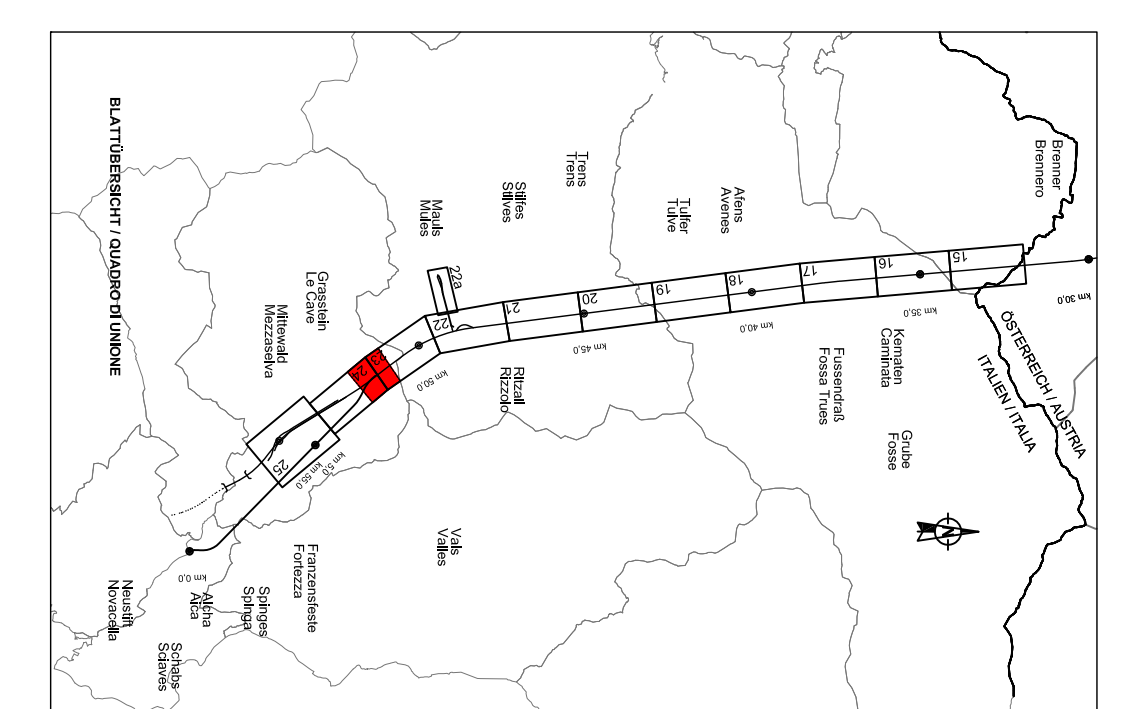 BLATTÜBERSICHT / QUADRO DI UNIONE
Brenner
Brennero
Trens
Trens
Stilfes
Stilves
Afens
Avenes
Tulfer
Tulve
Mauls
Mules
Grasstein
Le Cave
Mittewald
Mezzaselva
22a
15
16
17
18
19
20
21
22
23
24
25
km 30,0
km 35,0
km 40,0
km 45,0
km 50,0
km 5,0
km 55,0
km 0,0
ÖSTERREICH / AUSTRIA
ITALIEN / ITALIA
Kematen
Caminata
Fussendraß
Fossa Trues
Grube
Fosse
Ritzail
Rizzolo
Vals
Valles
N
Franzensfeste
Fortezza
Spinges
Spinga
Aicha
Aica
Neustift
Novacella
Schabs
Sciaves